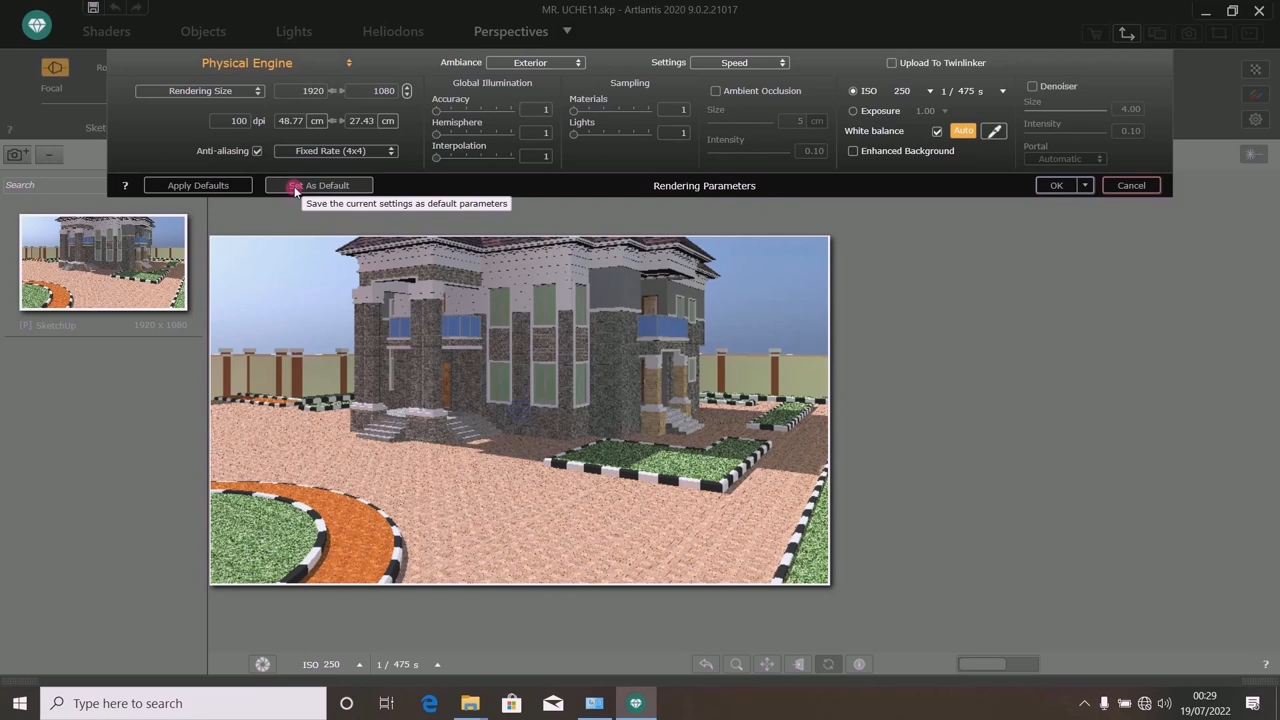 MR. UCHE11.skp - Artlantis 2020 9.0.2.21017
Shaders Objects Lights Heliodons Perspectives
Physical Engine Ambiance Exterior Settings Speed Upload To Twinlinker
Focal
Rendering Size 1920 1080
100 dpi 48.77 cm 27.43 cm
Anti-aliasing Fixed Rate (4x4)
Global Illumination
Accuracy 1
Hemisphere 1
Interpolation 1
Sampling
Materials 1
Lights 1
Ambient Occlusion
Size 5 cm
Intensity 0.10
ISO 250 1 / 475 s
Exposure 1.00
White balance Auto
Enhanced Background
Denoiser
Size 4.00
Intensity 0.10
Portal
Automatic
? Sket
Search
? Apply Defaults Set As Default Rendering Parameters OK Cancel
Save the current settings as default parameters
[P] SketchUp 1920 x 1080
ISO 250 1 / 475 s ?
Type here to search
00:29
19/07/2022